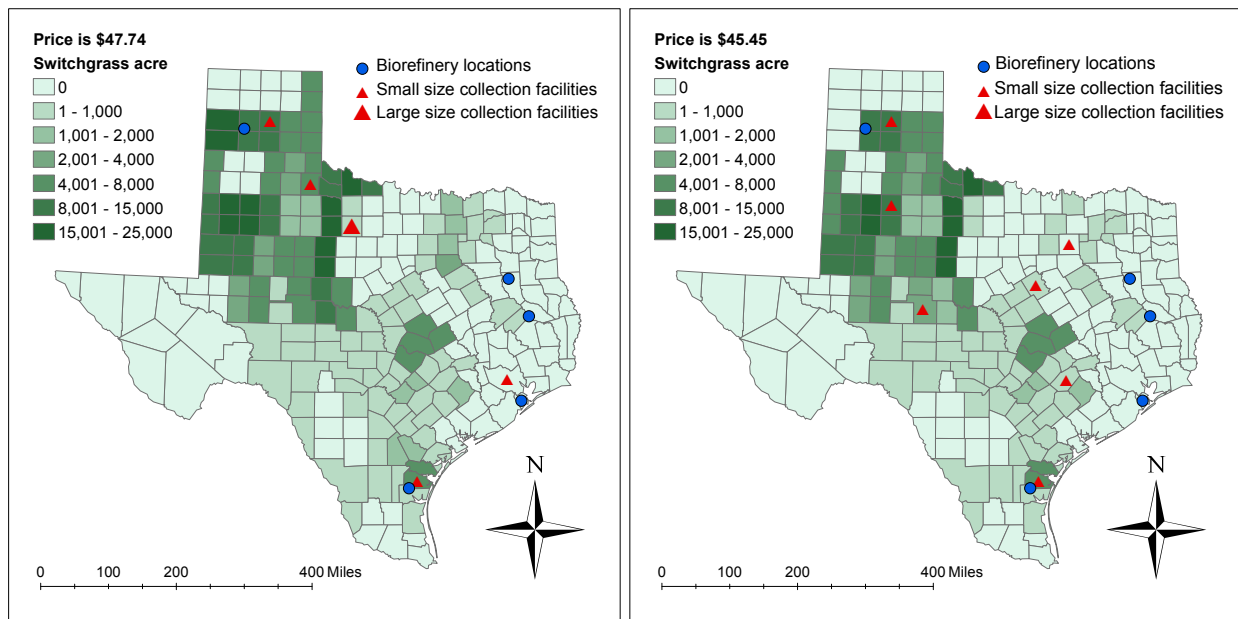 Price is $47.74
Switchgrass acre
0
1 - 1,000
1,001 - 2,000
2,001 - 4,000
4,001 - 8,000
8,001 - 15,000
15,001 - 25,000
Biorefinery locations
Small size collection facilities
Large size collection facilities
N
0 100 200 400 Miles
Price is $45.45
Switchgrass acre
0
1 - 1,000
1,001 - 2,000
2,001 - 4,000
4,001 - 8,000
8,001 - 15,000
15,001 - 25,000
Biorefinery locations
Small size collection facilities
Large size collection facilities
N
0 100 200 400 Miles